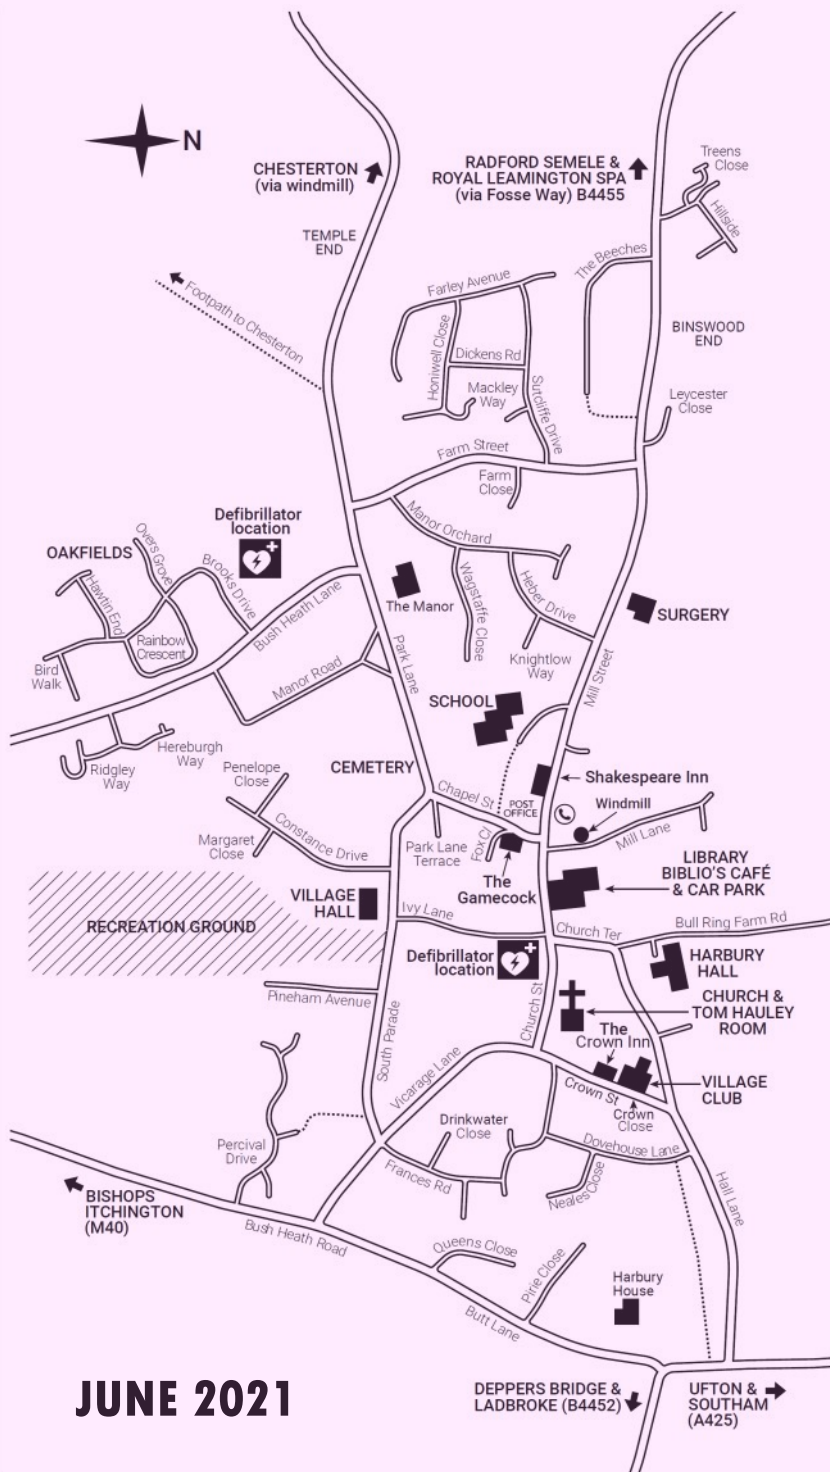 N
CHESTERTON
(via windmill)
RADFORD SEMELE &
ROYAL LEAMINGTON SPA
(via Fosse Way) B4455
Treens
Close
Hillside
TEMPLE
END
The Beeches
Footpath to Chesterton
Farley Avenue
BINSWOOD
END
Honiwell Close
Dickens Rd
Mackley
Way
Sutcliffe Drive
Leycester
Close
Farm Street
Farm
Close
Defibrillator
location
Manor Orchard
OAKFIELDS
Overs Grove
Brooks Drive
Hawtin End
Bush Heath Lane
The Manor
Wagstaffe Close
Heber Drive
SURGERY
Rainbow
Crescent
Bird
Walk
Manor Road
Park Lane
Knightlow
Way
Mill Street
SCHOOL
Hereburgh
Way
Ridgley
Way
Penelope
Close
CEMETERY
Shakespeare Inn
Chapel St
POST
OFFICE
Windmill
Margaret
Close
Constance Drive
Park Lane
Terrace
Fox Cl
Mill Lane
The
Gamecock
LIBRARY
BIBLIO'S CAFÉ
& CAR PARK
VILLAGE
HALL
Ivy Lane
RECREATION GROUND
Church Ter
Bull Ring Farm Rd
Defibrillator
location
HARBURY
HALL
Pineham Avenue
South Parade
Church St
CHURCH &
TOM HAULEY
ROOM
The
Crown Inn
Vicarage Lane
VILLAGE
CLUB
Crown St
Crown
Close
Drinkwater
Close
Dovehouse Lane
Percival
Drive
Frances Rd
Neales Close
Hall Lane
BISHOPS
ITCHINGTON
(M40)
Bush Heath Road
Queens Close
Pirie Close
Harbury
House
Butt Lane
JUNE 2021
DEPPERS BRIDGE &
LADBROKE (B4452)
UFTON &
SOUTHAM
(A425)